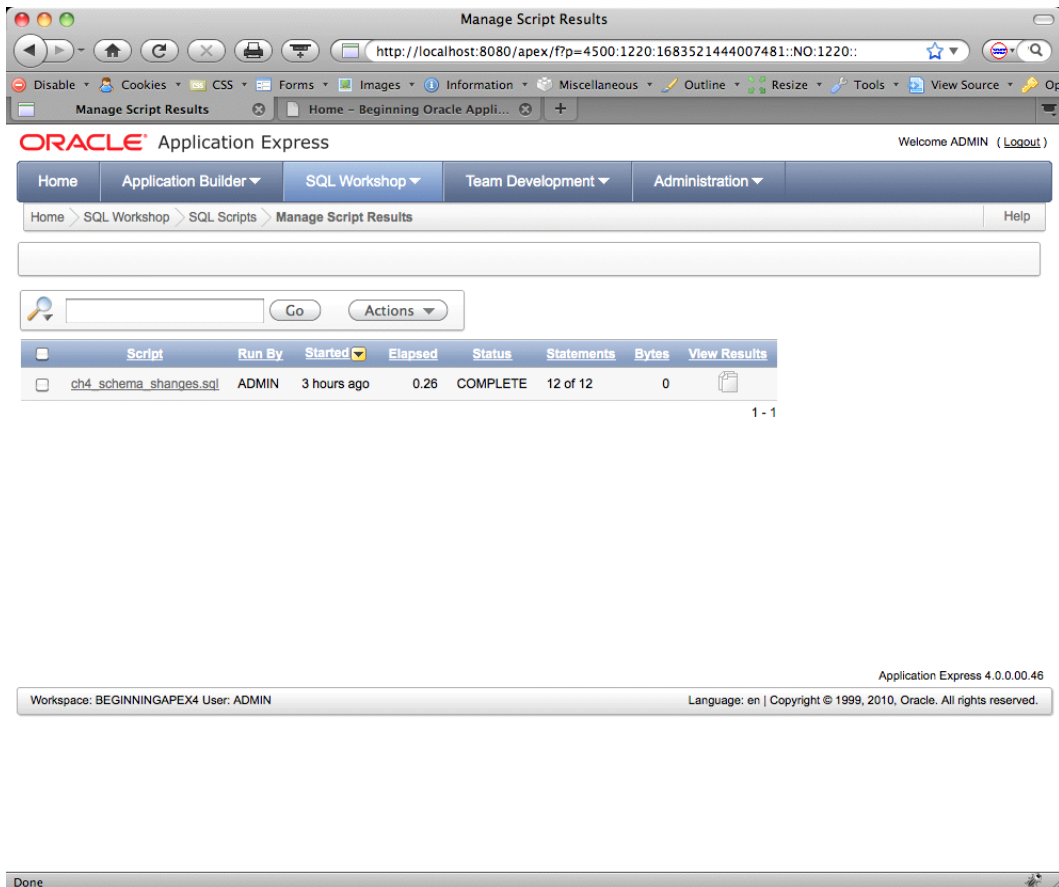 Manage Script Results
http://localhost:8080/apex/f?p=4500:1220:1683521444007481::NO:1220::
Disable Cookies CSS Forms Images Information Miscellaneous Outline Resize Tools View Source Op
Manage Script Results Home – Beginning Oracle Appli... +
ORACLE Application Express
Welcome ADMIN ( Logout )
Home Application Builder SQL Workshop Team Development Administration
Home SQL Workshop SQL Scripts Manage Script Results Help
Go Actions
Script Run By Started Elapsed Status Statements Bytes View Results
ch4_schema_shanges.sql ADMIN 3 hours ago 0.26 COMPLETE 12 of 12 0
1 - 1
Application Express 4.0.0.00.46
Workspace: BEGINNINGAPEX4 User: ADMIN Language: en | Copyright © 1999, 2010, Oracle. All rights reserved.
Done